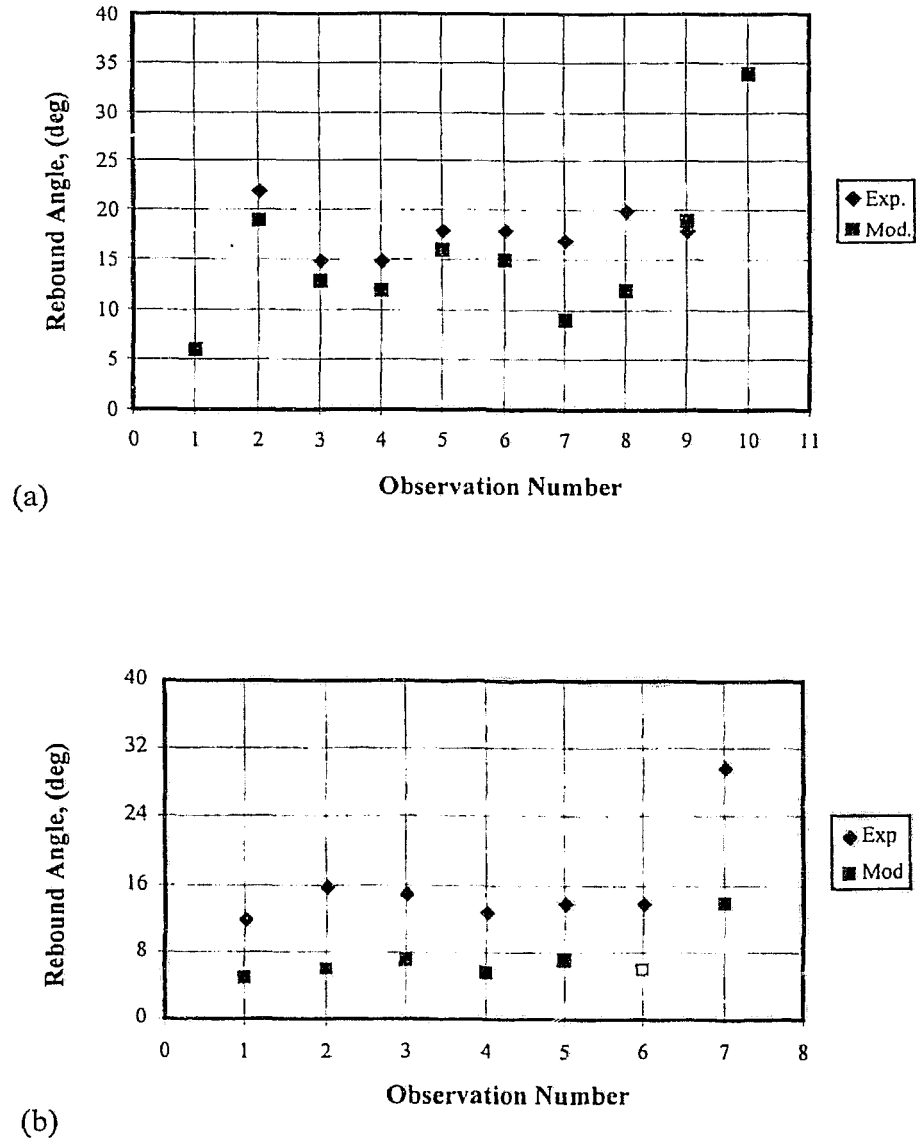 40
35
30
25
20
15
10
5
0
Rebound Angle, (deg)
0 1 2 3 4 5 6 7 8 9 10 11
Observation Number
Exp.
Mod.
(a)
40
32
24
16
8
0
Rebound Angle, (deg)
0 1 2 3 4 5 6 7 8
Observation Number
Exp
Mod
(b)